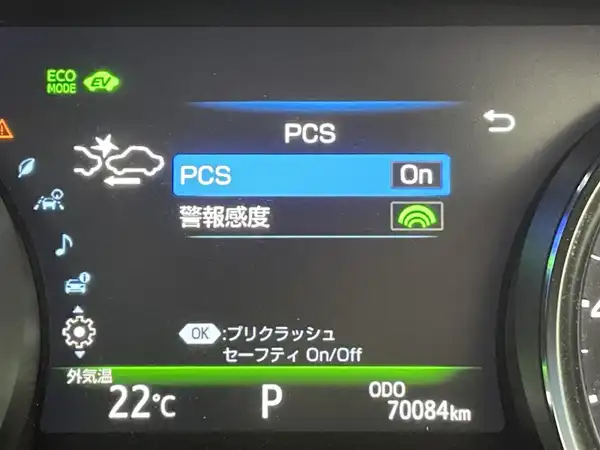 ECO
MODE
EV
PCS
PCS On
警報感度
OK :プリクラッシュ
セーフティ On/Off
外気温
22℃
P
ODO
70084km